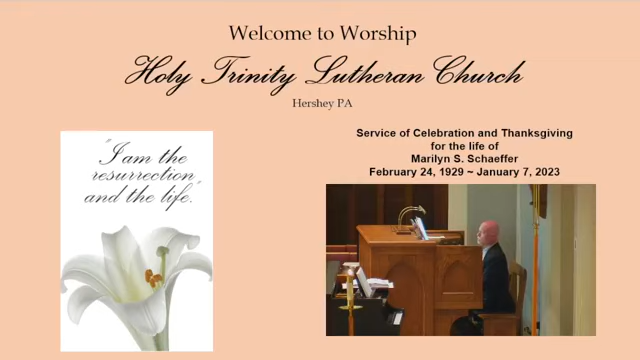 Welcome to Worship
Holy Trinity Lutheran Church
Hershey PA
"I am the
resurrection
and the life."
Service of Celebration and Thanksgiving
for the life of
Marilyn S. Schaeffer
February 24, 1929 ~ January 7, 2023